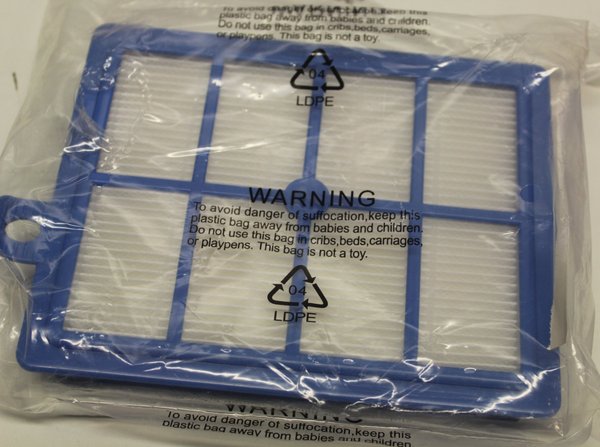 To avoid danger of suffocation,keep this
plastic bag away from babies and children.
Do not use this bag in cribs,beds,carriages,
or playpens. This bag is not a toy.
04
LDPE
WARNING
To avoid danger of suffocation,keep this
plastic bag away from babies and children.
Do not use this bag in cribs,beds,carriages,
or playpens. This bag is not a toy.
04
LDPE
WARNING
To avoid danger of suffocation,keep this
plastic bag away from babies and children